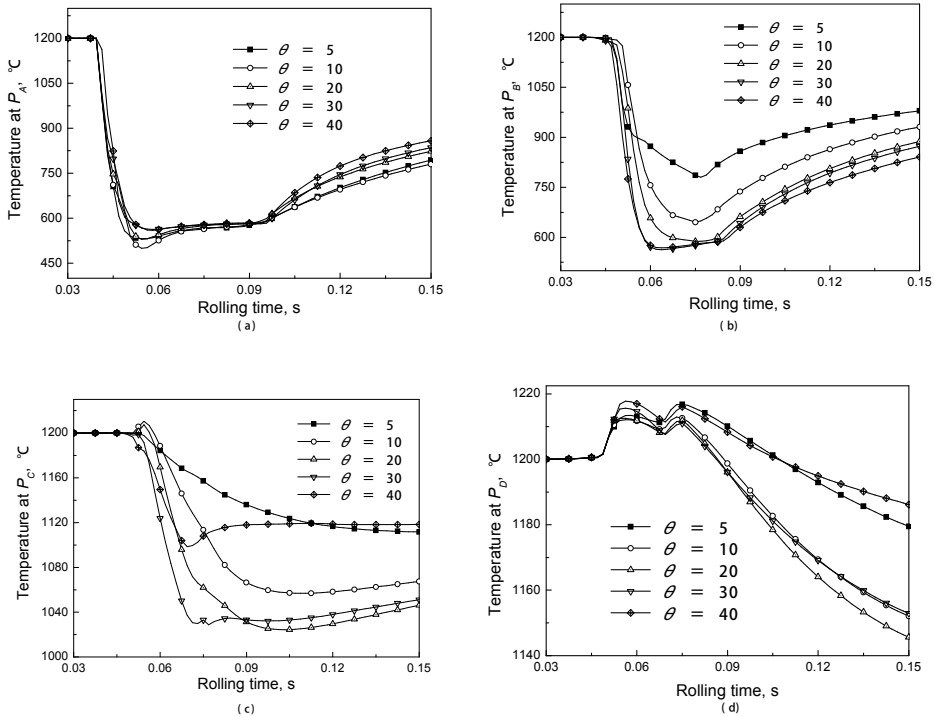 1200
1050
900
750
600
450
Temperature at P_A, ℃
θ = 5
θ = 10
θ = 20
θ = 30
θ = 40
0.03 0.06 0.09 0.12 0.15
Rolling time, s
( a )
1200
1050
900
750
600
Temperature at P_B, ℃
θ = 5
θ = 10
θ = 20
θ = 30
θ = 40
0.03 0.06 0.09 0.12 0.15
Rolling time, s
( b )
1200
1160
1120
1080
1040
1000
Temperature at P_C, ℃
θ = 5
θ = 10
θ = 20
θ = 30
θ = 40
0.03 0.06 0.09 0.12 0.15
Rolling time, s
( c )
1220
1200
1180
1160
1140
Temperature at P_D, ℃
θ = 5
θ = 10
θ = 20
θ = 30
θ = 40
0.03 0.06 0.09 0.12 0.15
Rolling time, s
( d )